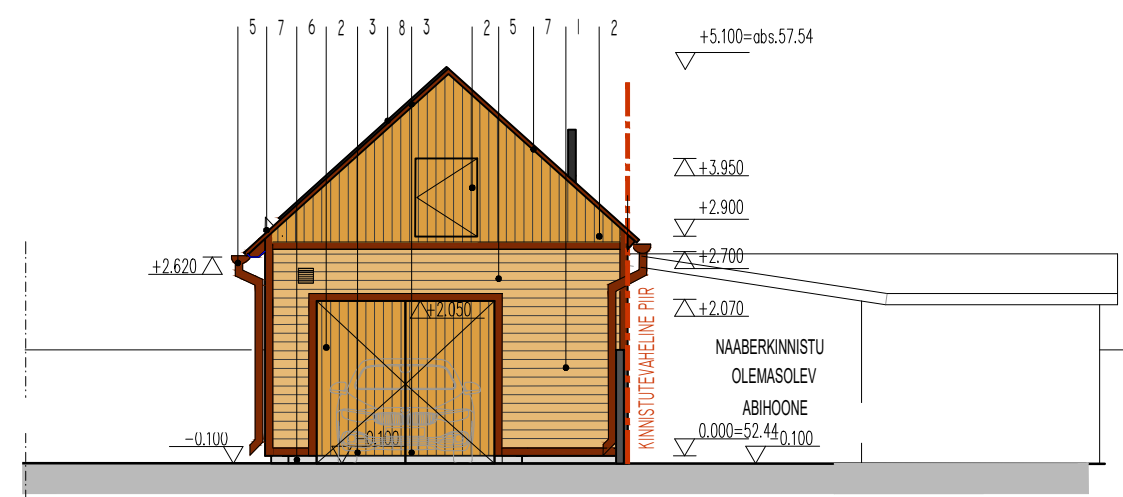 5 7 6 2 3 8 3 2 5 7 1 2
+5.100=abs.57.54
+3.950
+2.900
+2.620
+2.700
+2.050
+2.070
KINNISTUTEVAHELINE PIIR
NAABERKINNISTU
OLEMASOLEV
ABIHOONE
-0.100
-0.100
0.000=52.44
-0.100